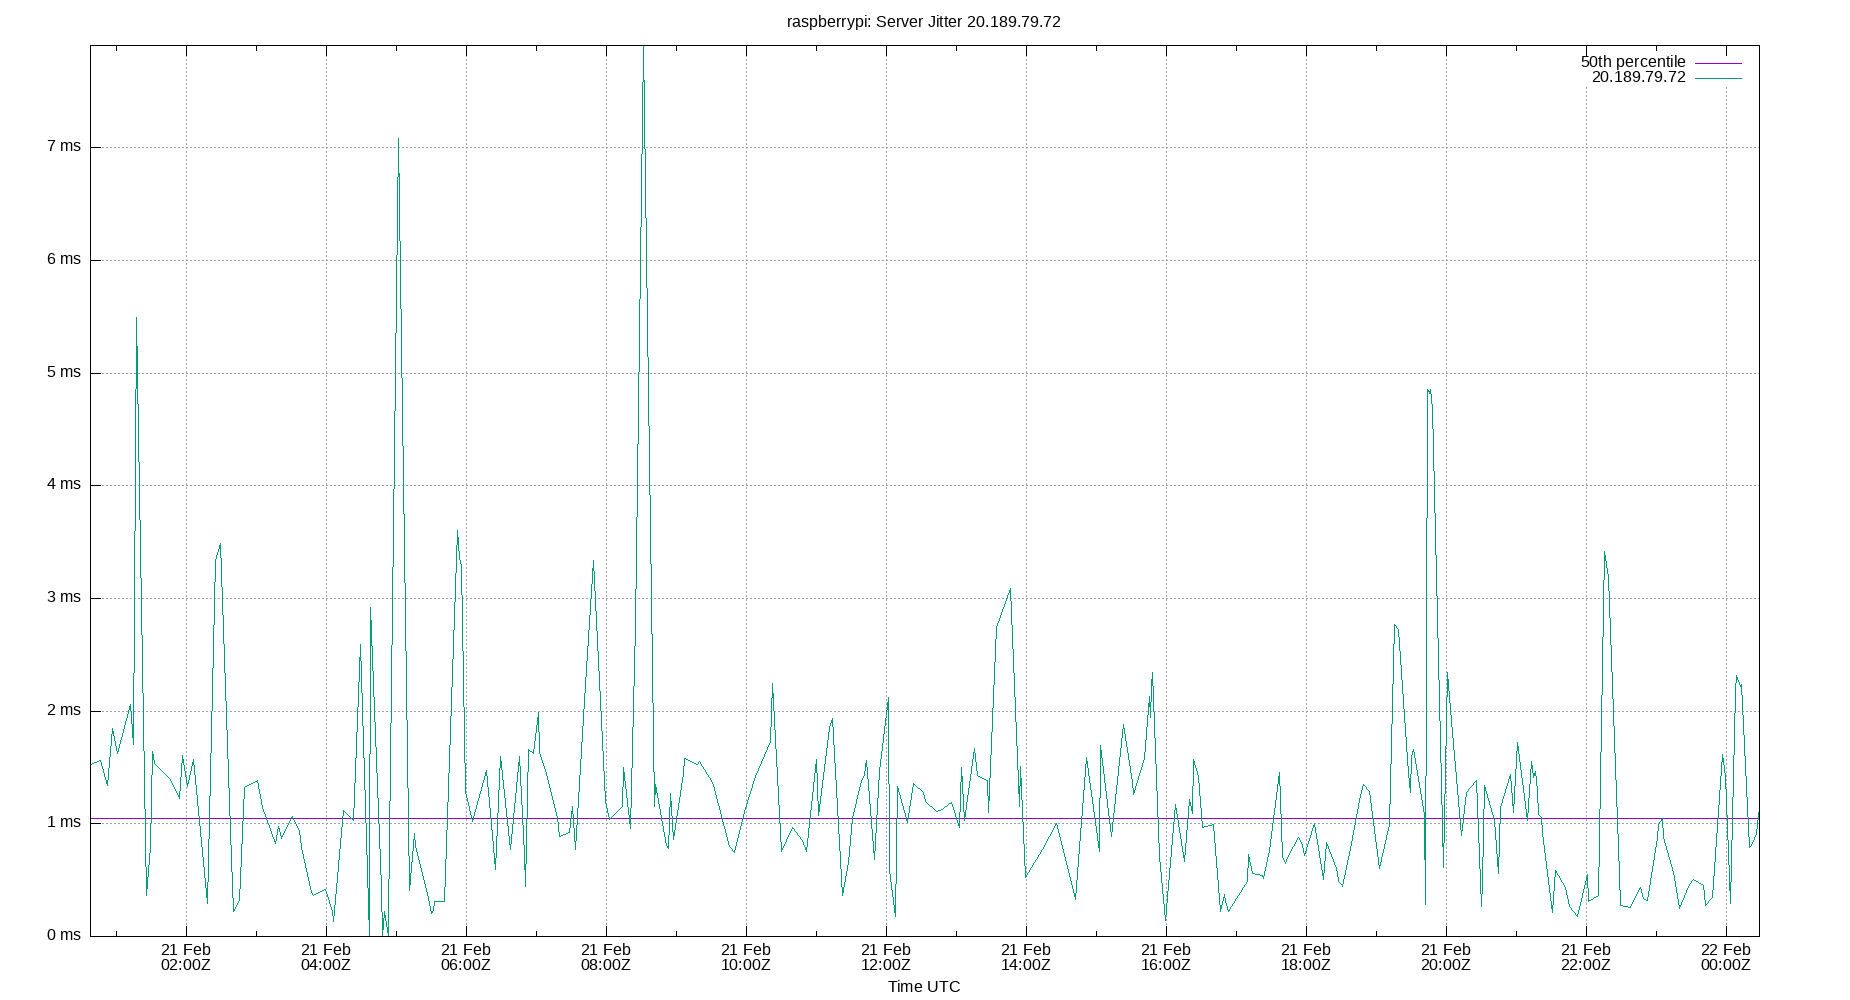 raspberrypi: Server Jitter 20.189.79.72
50th percentile
20.189.79.72
7 ms
6 ms
5 ms
4 ms
3 ms
2 ms
1 ms
0 ms
21 Feb 21 Feb 21 Feb 21 Feb 21 Feb 21 Feb 21 Feb 21 Feb 21 Feb 21 Feb 21 Feb 22 Feb
02:00Z 04:00Z 06:00Z 08:00Z 10:00Z 12:00Z 14:00Z 16:00Z 18:00Z 20:00Z 22:00Z 00:00Z
Time UTC